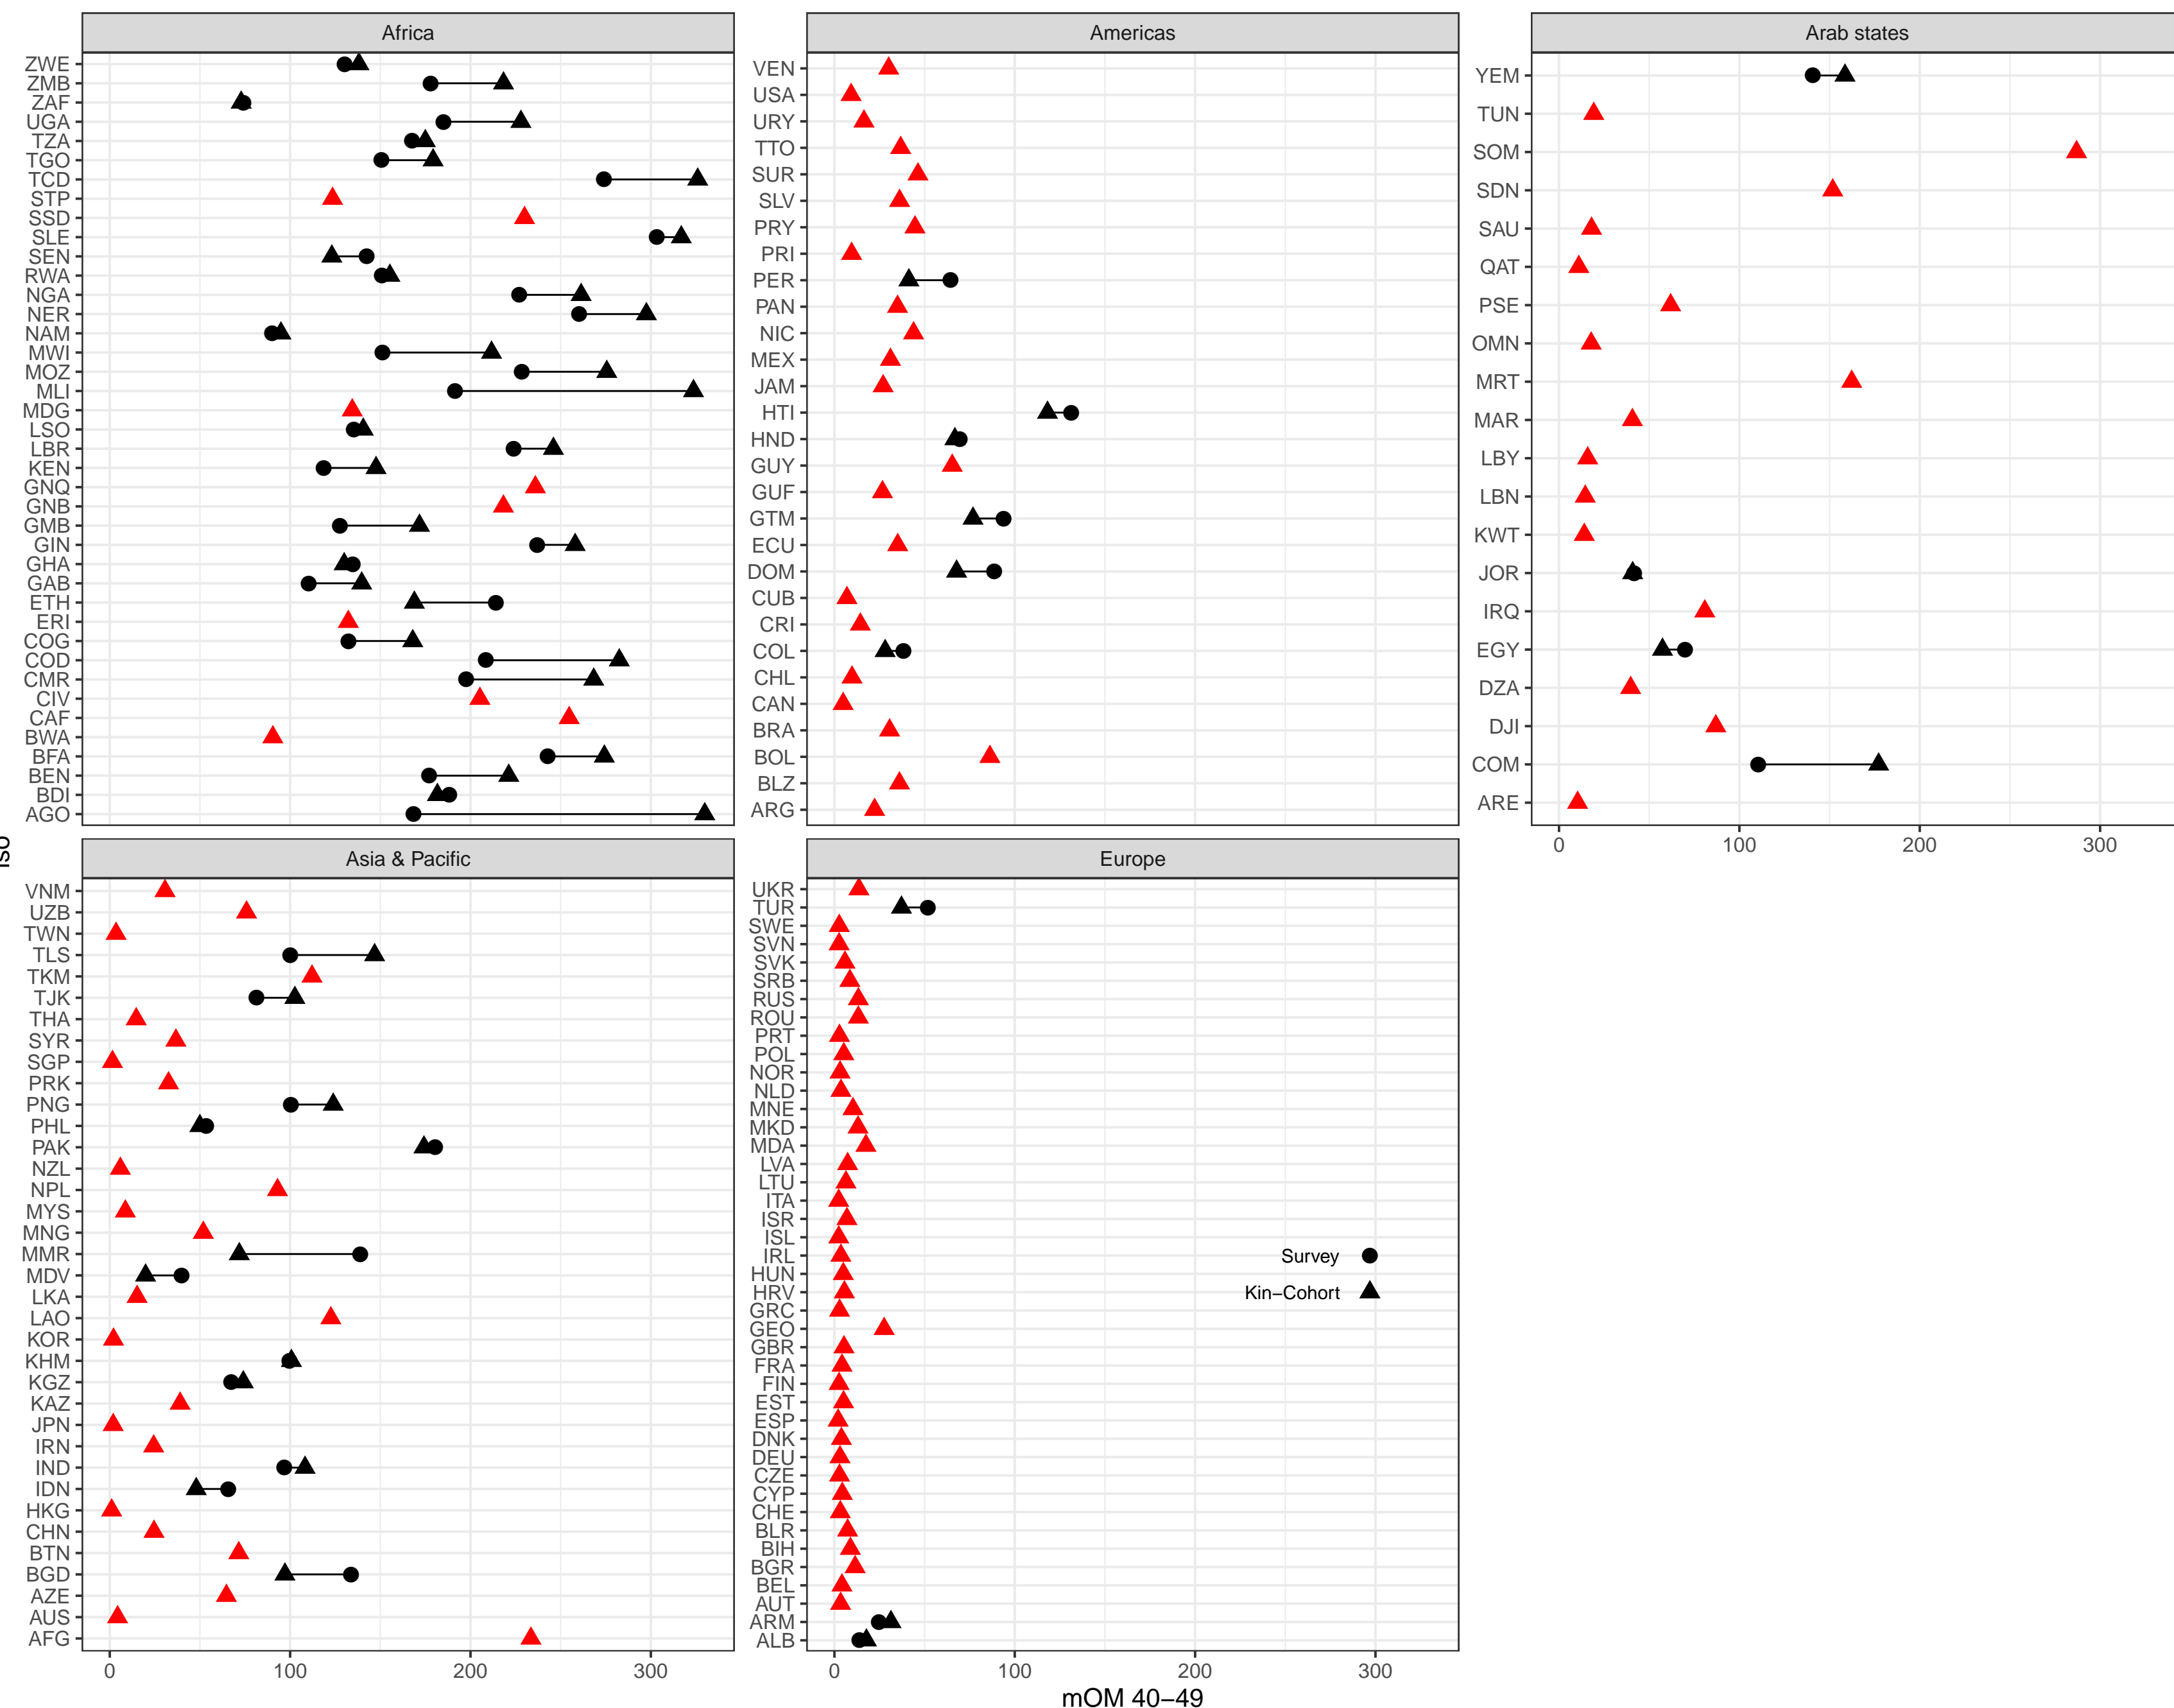 Africa
ZWE
ZMB
ZAF
UGA
TZA
TGO
TCD
STP
SSD
SLE
SEN
RWA
NGA
NER
NAM
MWI
MOZ
MLI
MDG
LSO
LBR
KEN
GNQ
GNB
GMB
GIN
GHA
GAB
ETH
ERI
COG
COD
CMR
CIV
CAF
BWA
BFA
BEN
BDI
AGO
Americas
VEN
USA
URY
TTO
SUR
SLV
PRY
PRI
PER
PAN
NIC
MEX
JAM
HTI
HND
GUY
GUF
GTM
ECU
DOM
CUB
CRI
COL
CHL
CAN
BRA
BOL
BLZ
ARG
Arab states
YEM
TUN
SOM
SDN
SAU
QAT
PSE
OMN
MRT
MAR
LBY
LBN
KWT
JOR
IRQ
EGY
DZA
DJI
COM
ARE
0 100 200 300
iso
Asia & Pacific
VNM
UZB
TWN
TLS
TKM
TJK
THA
SYR
SGP
PRK
PNG
PHL
PAK
NZL
NPL
MYS
MNG
MMR
MDV
LKA
LAO
KOR
KHM
KGZ
KAZ
JPN
IRN
IND
IDN
HKG
CHN
BTN
BGD
AZE
AUS
AFG
0 100 200 300
Europe
UKR
TUR
SWE
SVN
SVK
SRB
RUS
ROU
PRT
POL
NOR
NLD
MNE
MKD
MDA
LVA
LTU
ITA
ISR
ISL
IRL
HUN
HRV
GRC
GEO
GBR
FRA
FIN
EST
ESP
DNK
DEU
CZE
CYP
CHE
BLR
BIH
BGR
BEL
AUT
ARM
ALB
Survey
Kin−Cohort
0 100 200 300
mOM 40−49